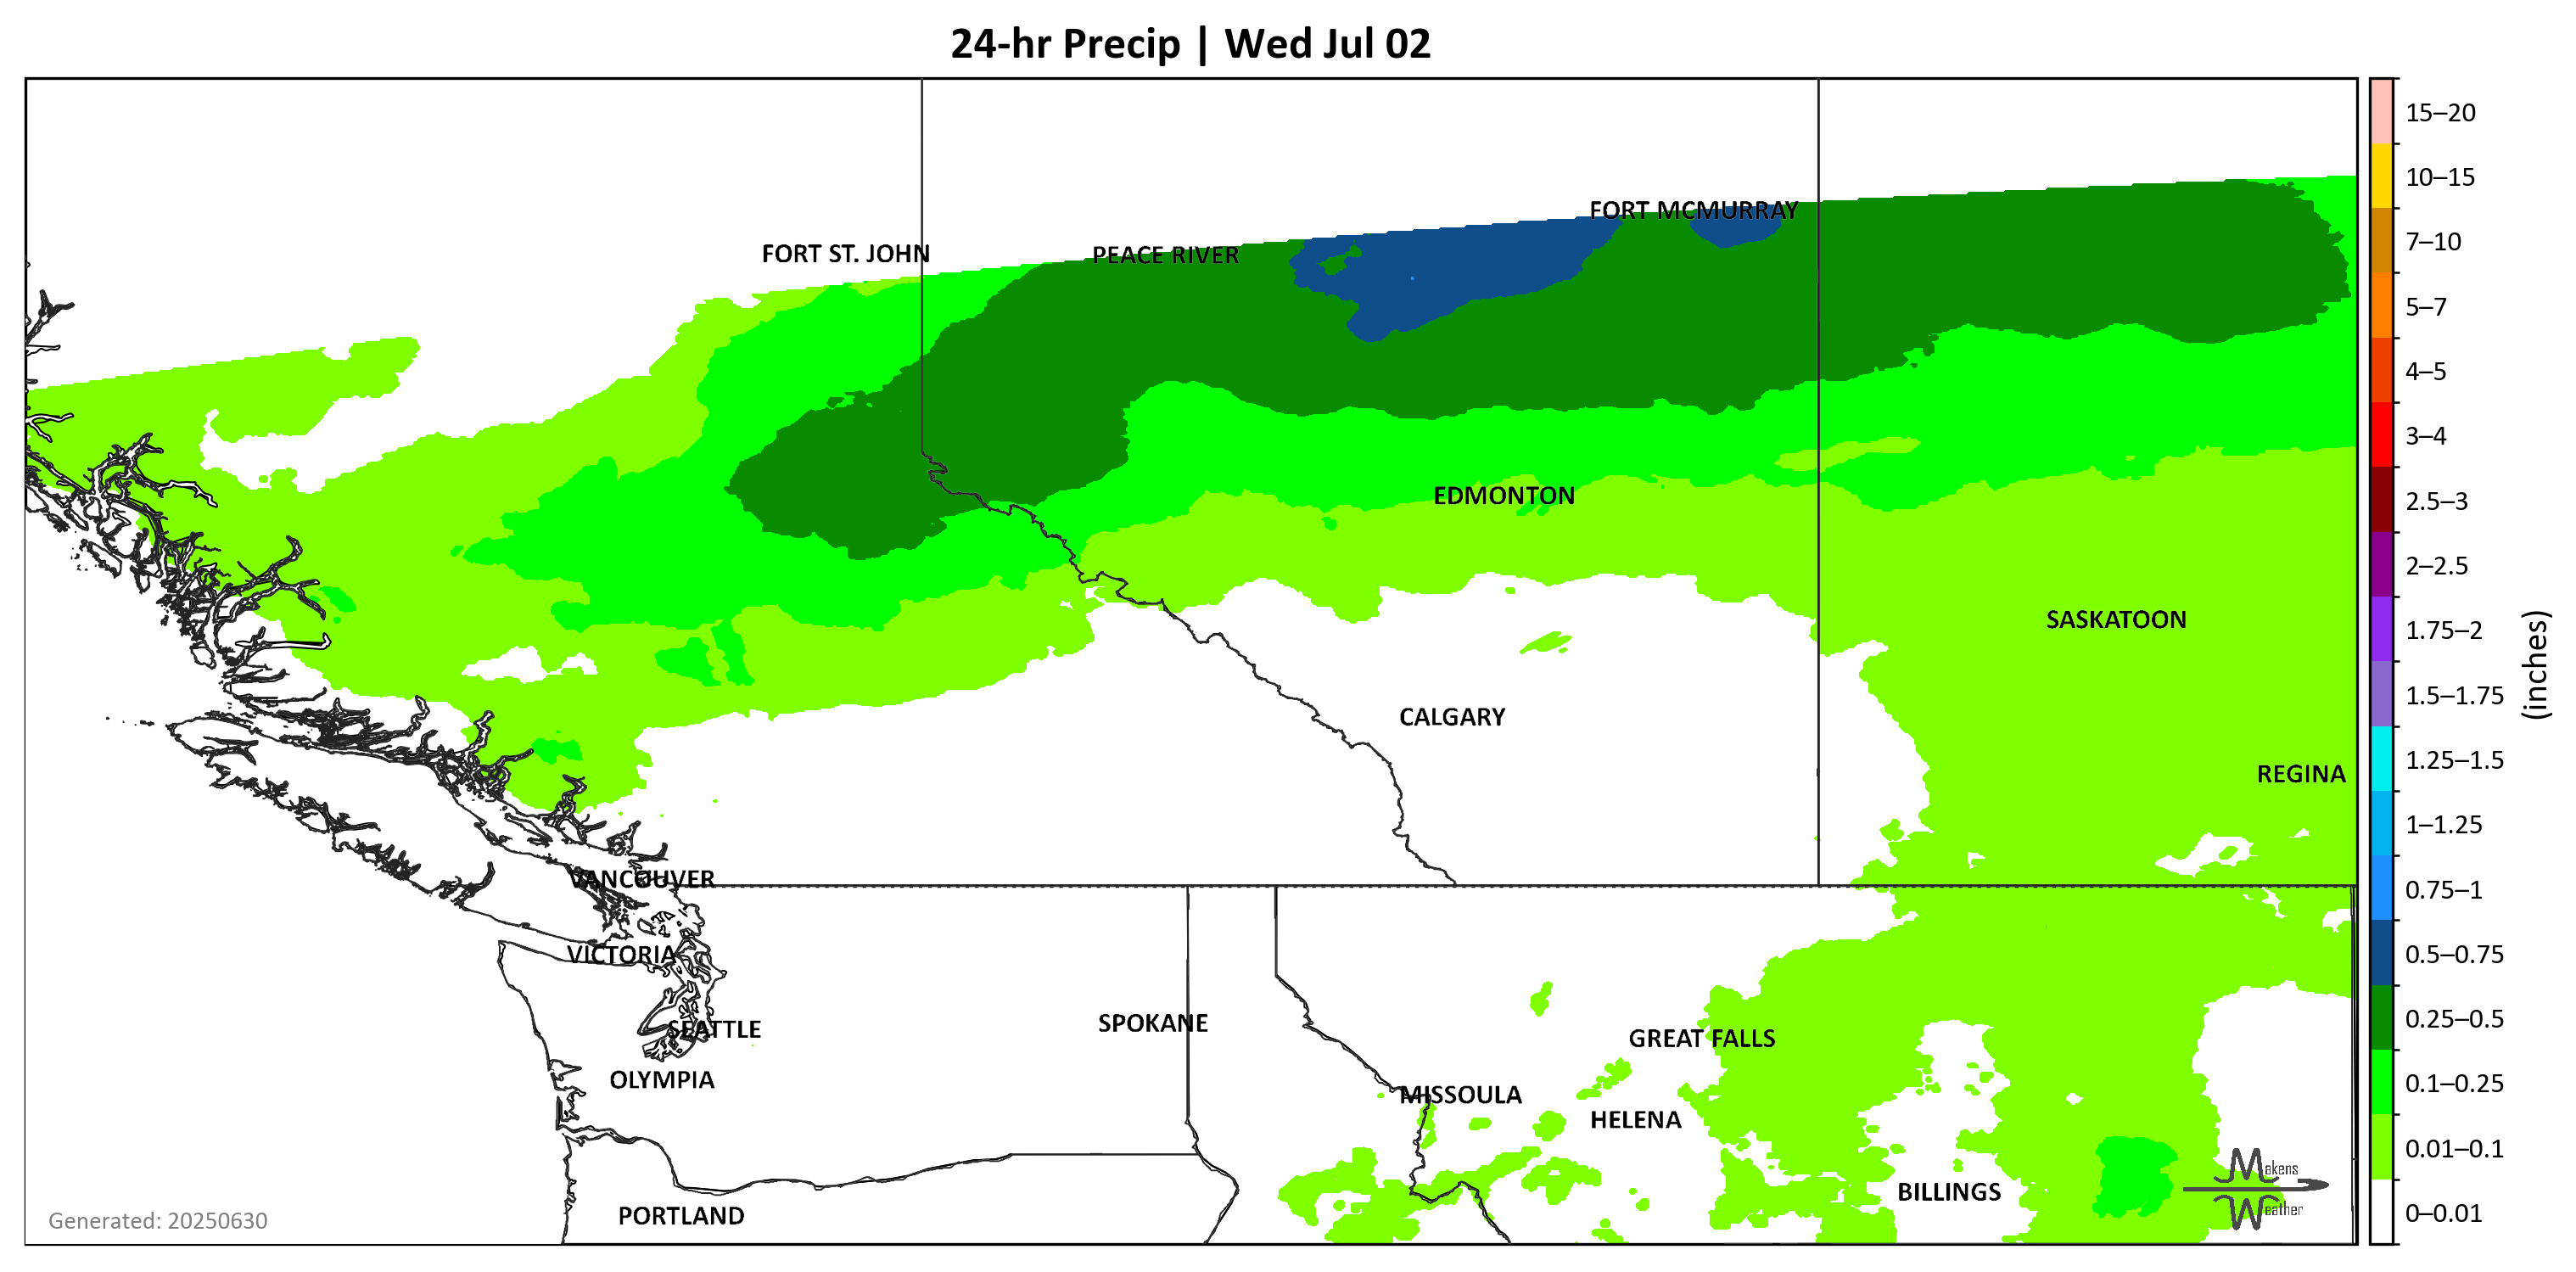 24-hr Precip | Wed Jul 02
FORT MCMURRAY
FORT ST. JOHN
PEACE RIVER
EDMONTON
SASKATOON
CALGARY
REGINA
VANCOUVER
VICTORIA
SPOKANE
SEATTLE
GREAT FALLS
OLYMPIA
MISSOULA
HELENA
BILLINGS
PORTLAND
Generated: 20250630
Makens
Weather
15–20
10–15
7–10
5–7
4–5
3–4
2.5–3
2–2.5
1.75–2
1.5–1.75
1.25–1.5
1–1.25
0.75–1
0.5–0.75
0.25–0.5
0.1–0.25
0.01–0.1
0–0.01
(inches)